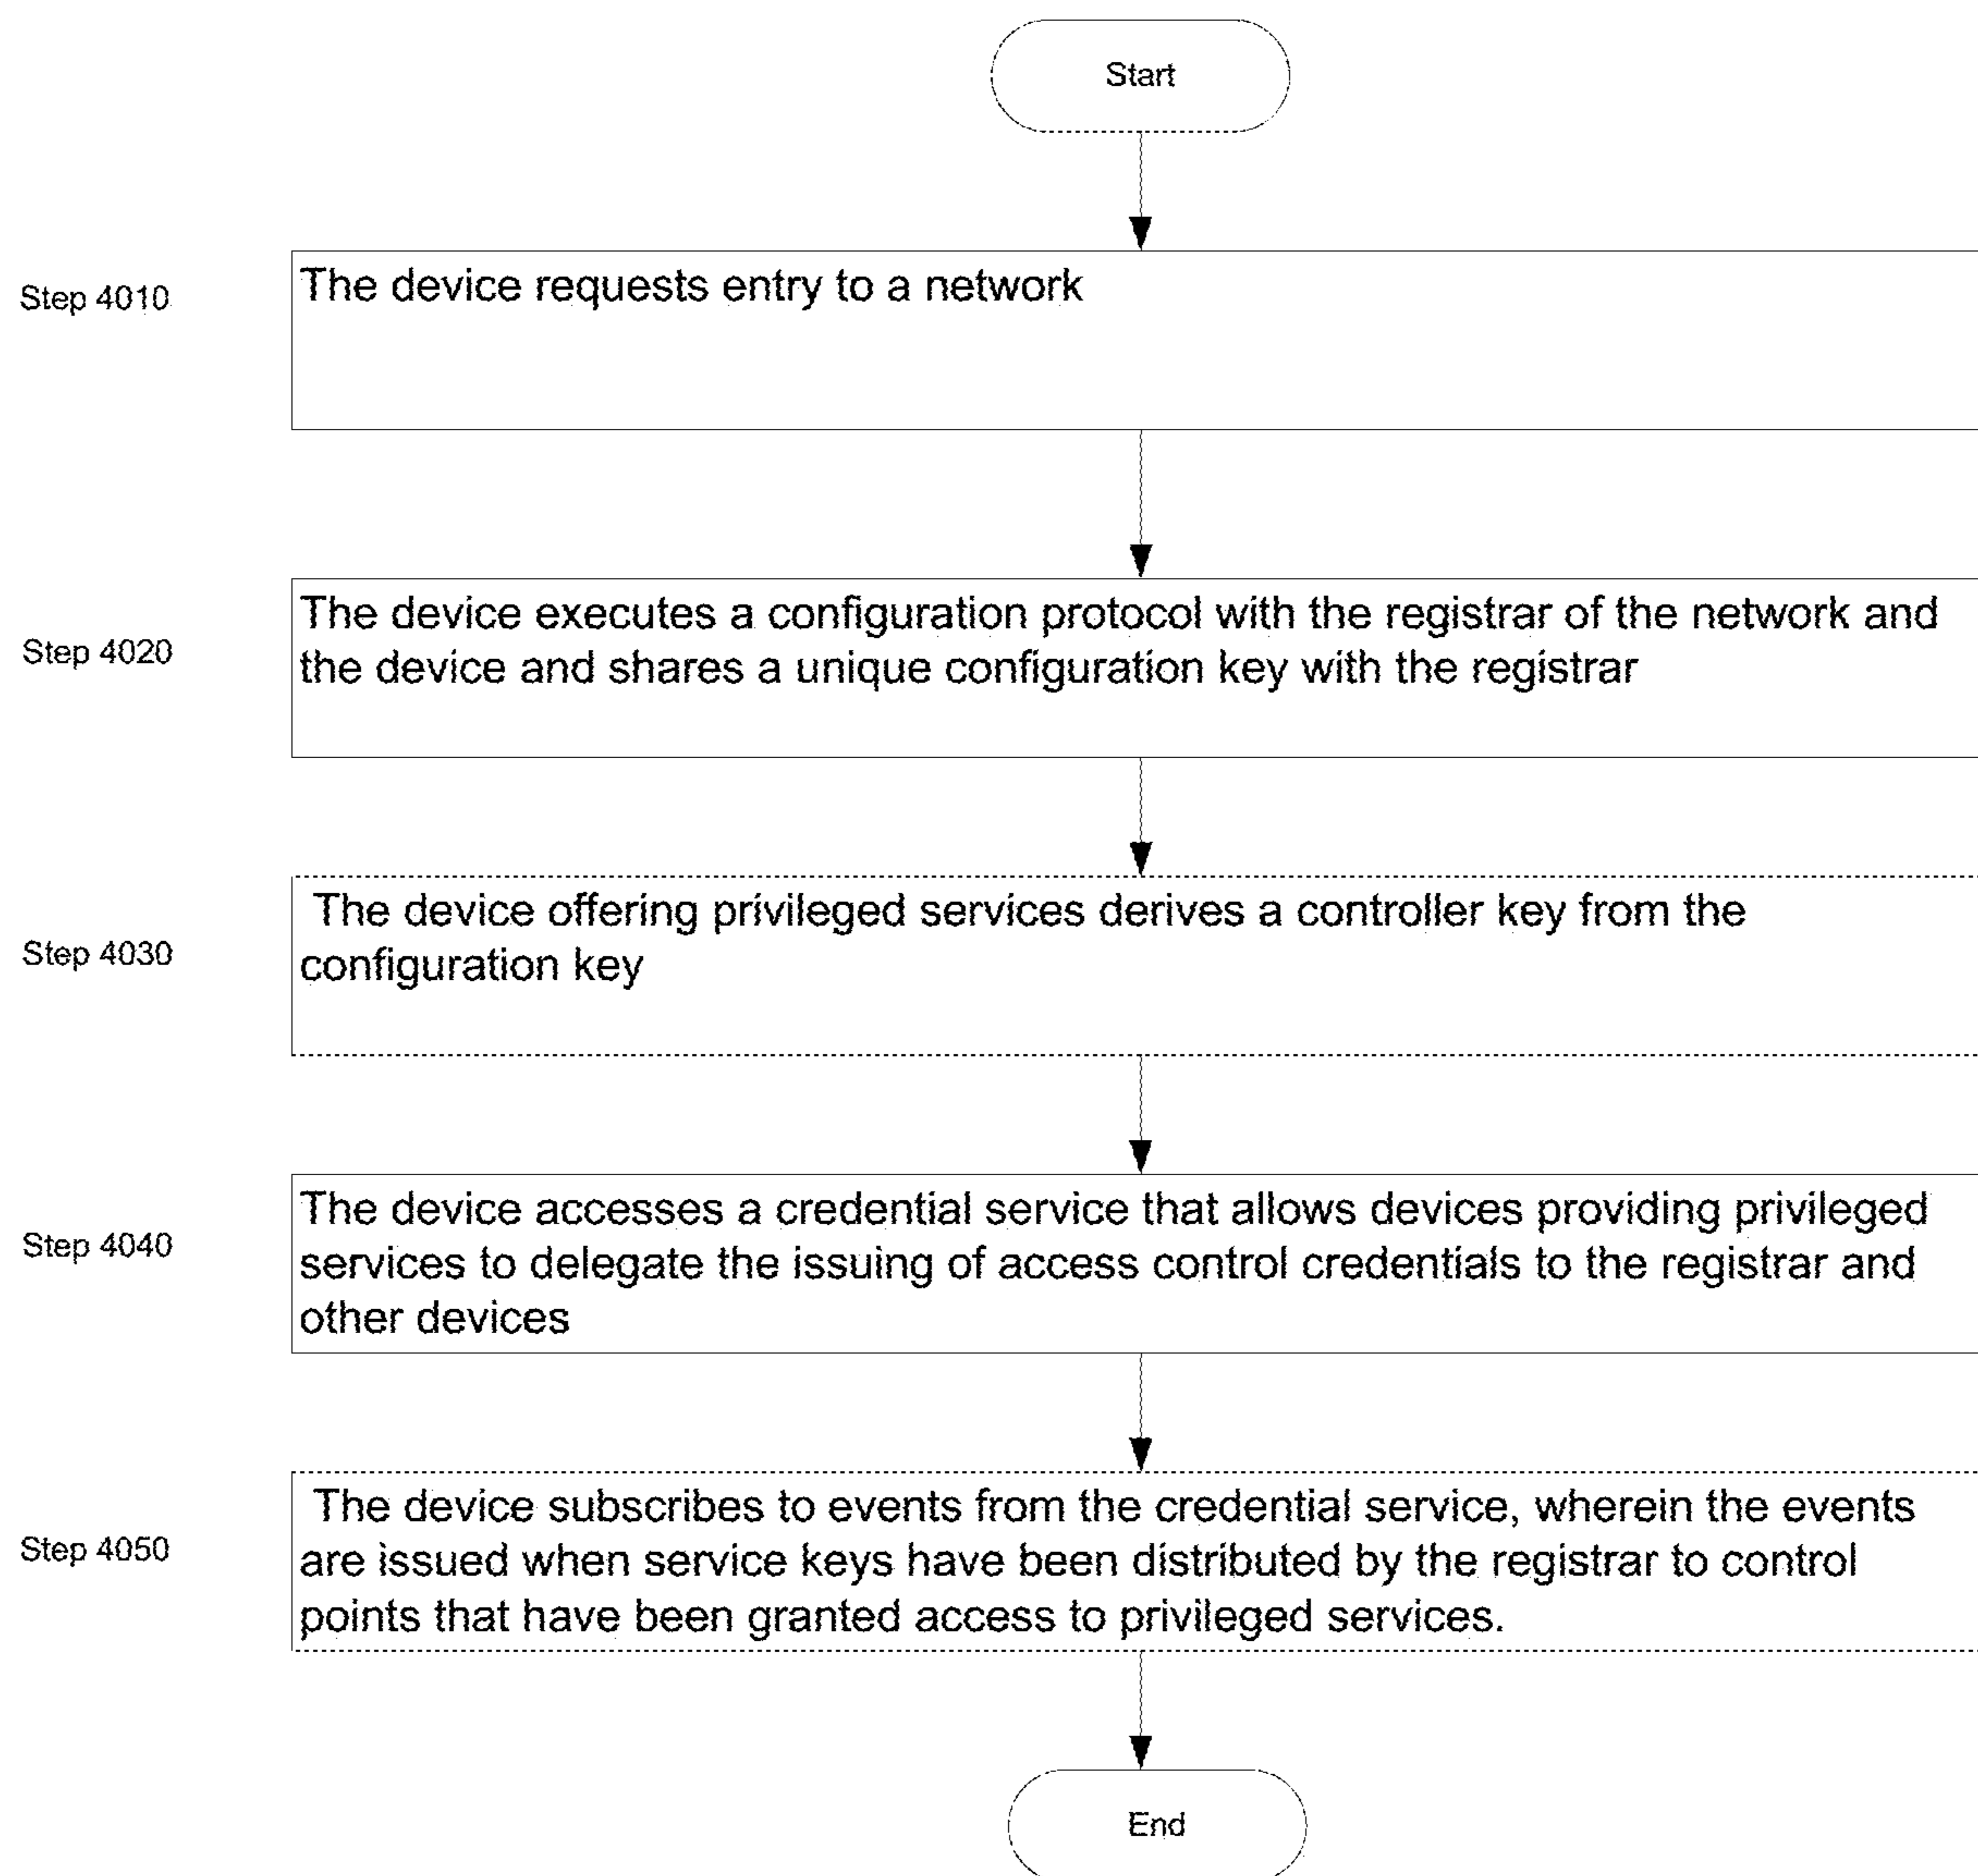 Start
Step 4010
The device requests entry to a network
Step 4020
The device executes a configuration protocol with the registrar of the network and
the device and shares a unique configuration key with the registrar
Step 4030
The device offering privileged services derives a controller key from the
configuration key
Step 4040
The device accesses a credential service that allows devices providing privileged
services to delegate the issuing of access control credentials to the registrar and
other devices
Step 4050
The device subscribes to events from the credential service, wherein the events
are issued when service keys have been distributed by the registrar to control
points that have been granted access to privileged services.
End